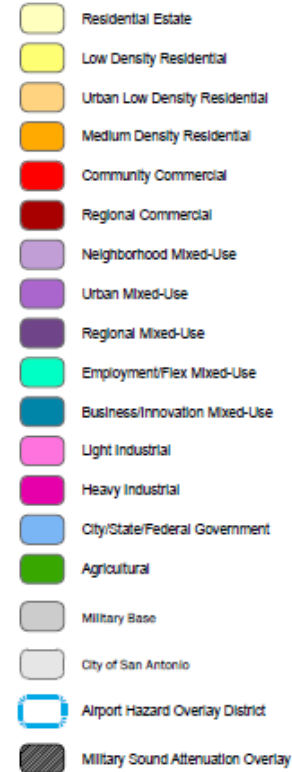 Residential Estate
Low Density Residential
Urban Low Density Residential
Medium Density Residential
Community Commercial
Regional Commercial
Neighborhood Mixed-Use
Urban Mixed-Use
Regional Mixed-Use
Employment/Flex Mixed-Use
Business/Innovation Mixed-Use
Light Industrial
Heavy Industrial
City/State/Federal Government
Agricultural
Military Base
City of San Antonio
Airport Hazard Overlay District
Military Sound Attenuation Overlay